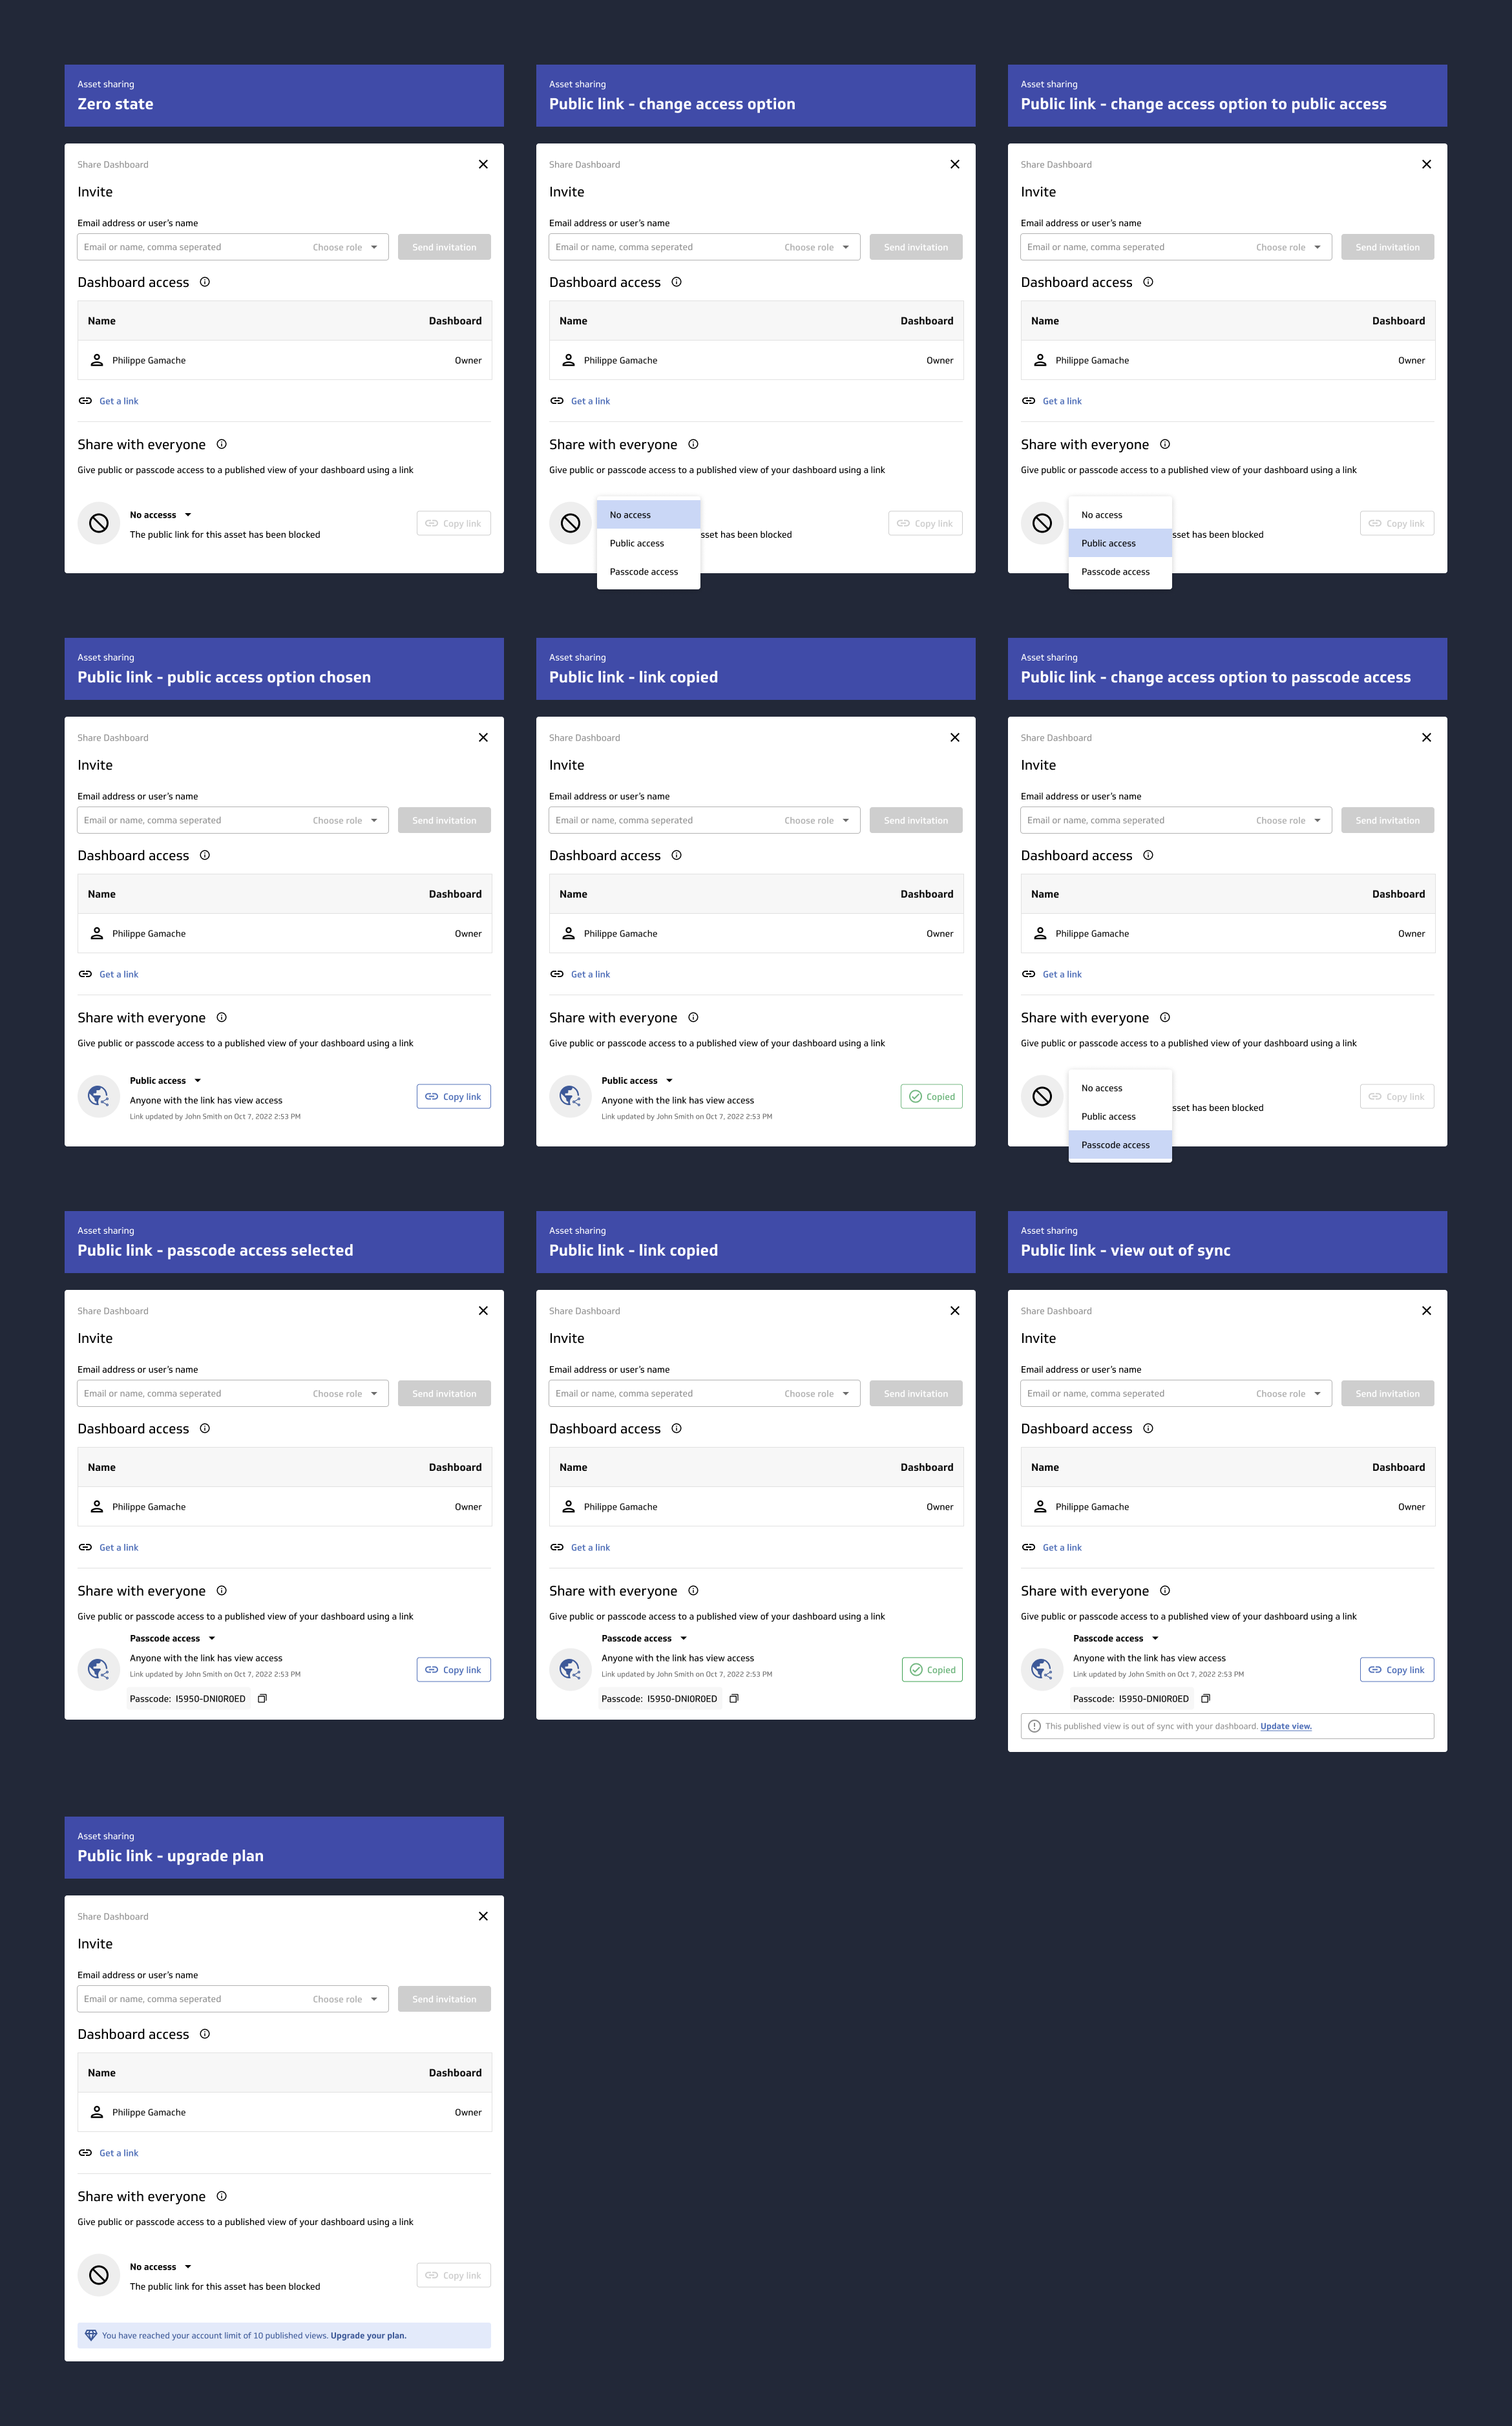 Asset sharing
Zero state
Share Dashboard
Invite
Email address or user's name
Email or name, comma seperated Choose role Send invitation
Dashboard access
Name Dashboard
Philippe Gamache Owner
Get a link
Share with everyone
Give public or passcode access to a published view of your dashboard using a link
No accesss
The public link for this asset has been blocked
Copy link
Asset sharing
Public link - change access option
Share Dashboard
Invite
Email address or user's name
Email or name, comma seperated Choose role Send invitation
Dashboard access
Name Dashboard
Philippe Gamache Owner
Get a link
Share with everyone
Give public or passcode access to a published view of your dashboard using a link
No access
Public access
Passcode access
sset has been blocked
Copy link
Asset sharing
Public link - change access option to public access
Share Dashboard
Invite
Email address or user's name
Email or name, comma seperated Choose role Send invitation
Dashboard access
Name Dashboard
Philippe Gamache Owner
Get a link
Share with everyone
Give public or passcode access to a published view of your dashboard using a link
No access
Public access
Passcode access
sset has been blocked
Copy link
Asset sharing
Public link - public access option chosen
Share Dashboard
Invite
Email address or user's name
Email or name, comma seperated Choose role Send invitation
Dashboard access
Name Dashboard
Philippe Gamache Owner
Get a link
Share with everyone
Give public or passcode access to a published view of your dashboard using a link
Public access
Anyone with the link has view access
Link updated by John Smith on Oct 7, 2022 2:53 PM
Copy link
Asset sharing
Public link - link copied
Share Dashboard
Invite
Email address or user's name
Email or name, comma seperated Choose role Send invitation
Dashboard access
Name Dashboard
Philippe Gamache Owner
Get a link
Share with everyone
Give public or passcode access to a published view of your dashboard using a link
Public access
Anyone with the link has view access
Link updated by John Smith on Oct 7, 2022 2:53 PM
Copied
Asset sharing
Public link - change access option to passcode access
Share Dashboard
Invite
Email address or user's name
Email or name, comma seperated Choose role Send invitation
Dashboard access
Name Dashboard
Philippe Gamache Owner
Get a link
Share with everyone
Give public or passcode access to a published view of your dashboard using a link
No access
Public access
Passcode access
sset has been blocked
Copy link
Asset sharing
Public link - passcode access selected
Share Dashboard
Invite
Email address or user's name
Email or name, comma seperated Choose role Send invitation
Dashboard access
Name Dashboard
Philippe Gamache Owner
Get a link
Share with everyone
Give public or passcode access to a published view of your dashboard using a link
Passcode access
Anyone with the link has view access
Link updated by John Smith on Oct 7, 2022 2:53 PM
Passcode: I5950-DNI0R0ED
Copy link
Asset sharing
Public link - link copied
Share Dashboard
Invite
Email address or user's name
Email or name, comma seperated Choose role Send invitation
Dashboard access
Name Dashboard
Philippe Gamache Owner
Get a link
Share with everyone
Give public or passcode access to a published view of your dashboard using a link
Passcode access
Anyone with the link has view access
Link updated by John Smith on Oct 7, 2022 2:53 PM
Passcode: I5950-DNI0R0ED
Copied
Asset sharing
Public link - view out of sync
Share Dashboard
Invite
Email address or user's name
Email or name, comma seperated Choose role Send invitation
Dashboard access
Name Dashboard
Philippe Gamache Owner
Get a link
Share with everyone
Give public or passcode access to a published view of your dashboard using a link
Passcode access
Anyone with the link has view access
Link updated by John Smith on Oct 7, 2022 2:53 PM
Passcode: I5950-DNI0R0ED
Copy link
This published view is out of sync with your dashboard. Update view.
Asset sharing
Public link - upgrade plan
Share Dashboard
Invite
Email address or user's name
Email or name, comma seperated Choose role Send invitation
Dashboard access
Name Dashboard
Philippe Gamache Owner
Get a link
Share with everyone
Give public or passcode access to a published view of your dashboard using a link
No accesss
The public link for this asset has been blocked
Copy link
You have reached your account limit of 10 published views. Upgrade your plan.